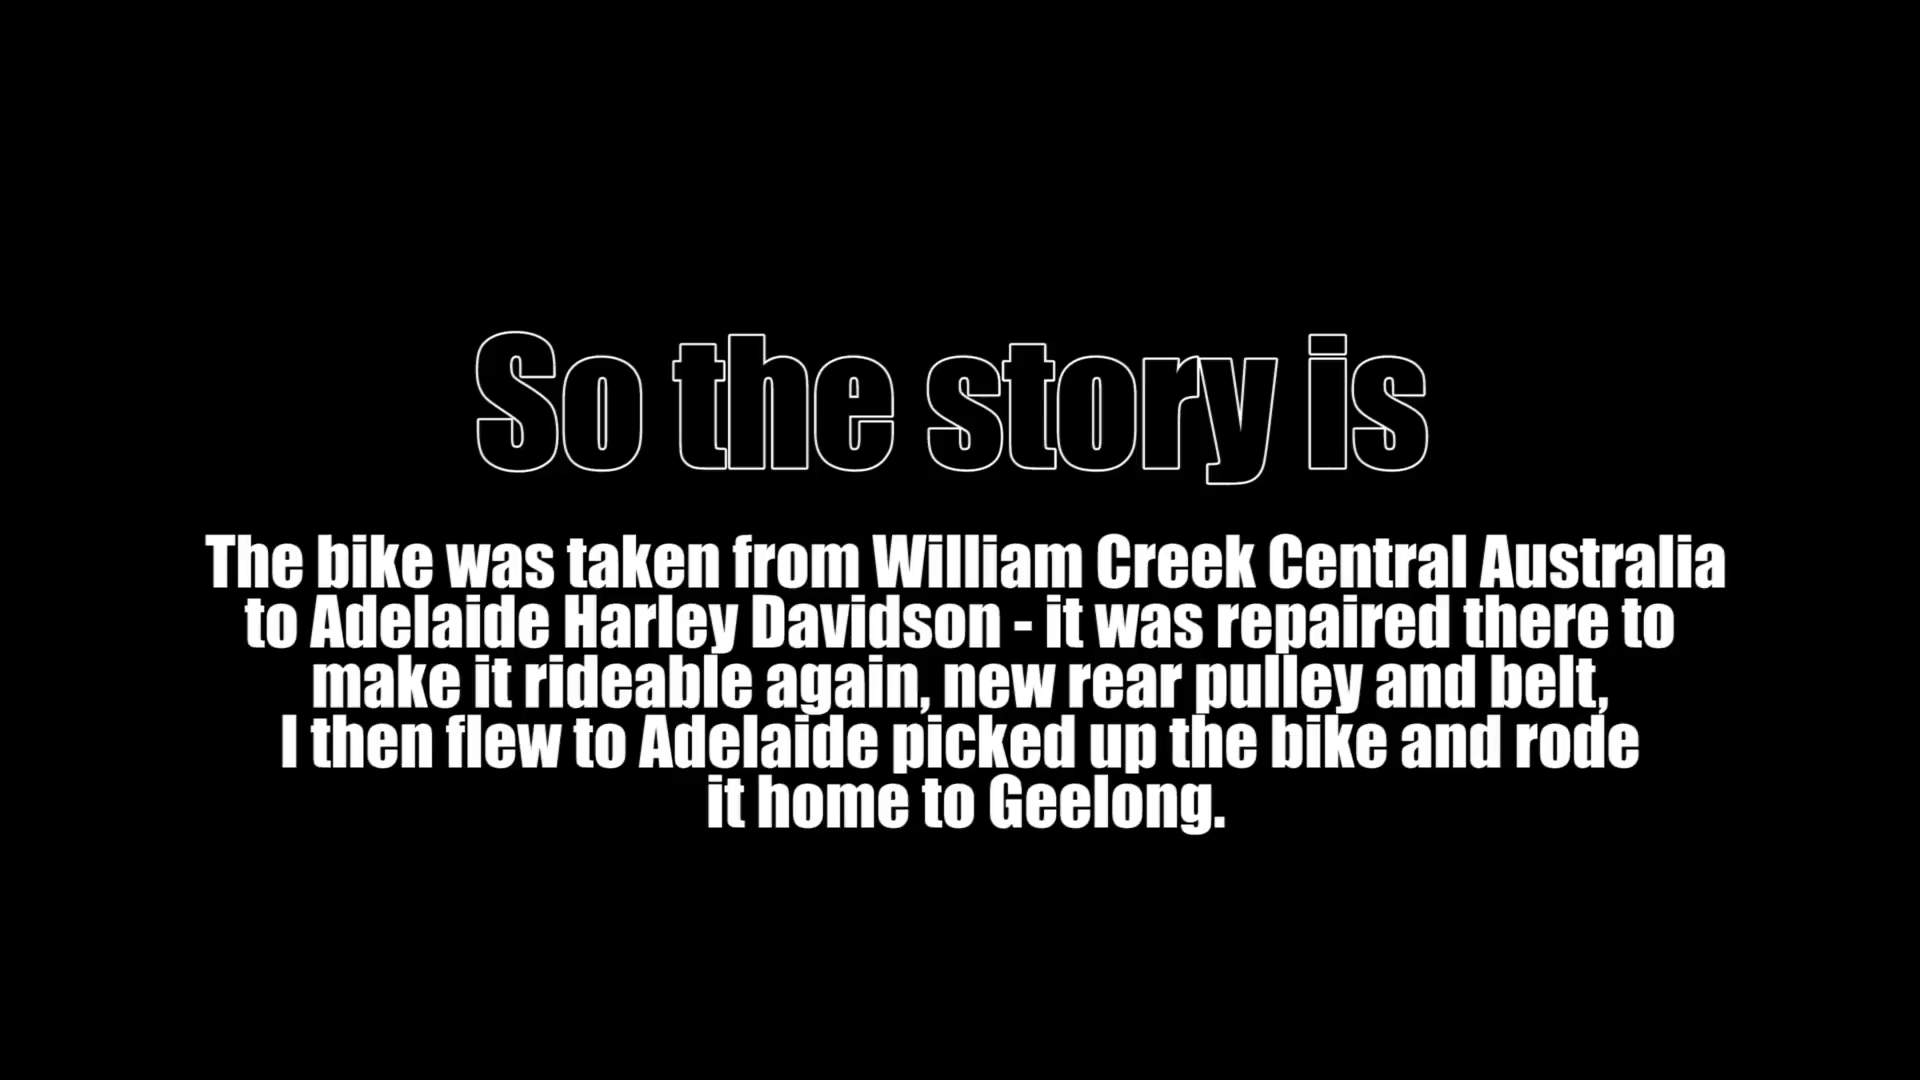 So the story is
The bike was taken from William Creek Central Australia
to Adelaide Harley Davidson - it was repaired there to
make it rideable again, new rear pulley and belt,
I then flew to Adelaide picked up the bike and rode
it home to Geelong.